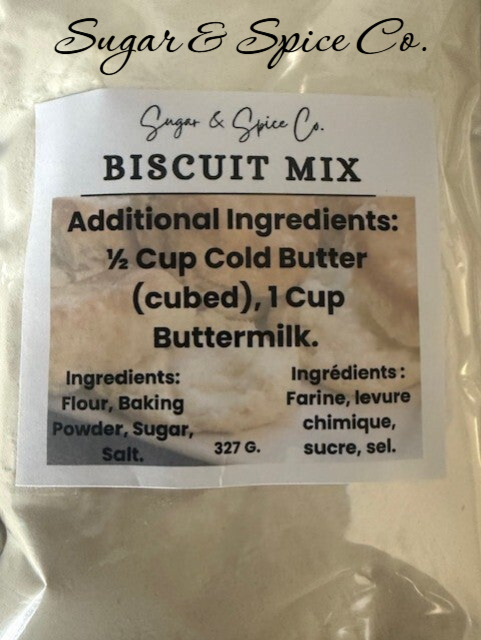 Sugar & Spice Co.
Sugar & Spice Co.
BISCUIT MIX
Additional Ingredients:
½ Cup Cold Butter
(cubed), 1 Cup
Buttermilk.
Ingredients:
Flour, Baking
Powder, Sugar,
Salt.
327 G.
Ingrédients :
Farine, levure
chimique,
sucre, sel.